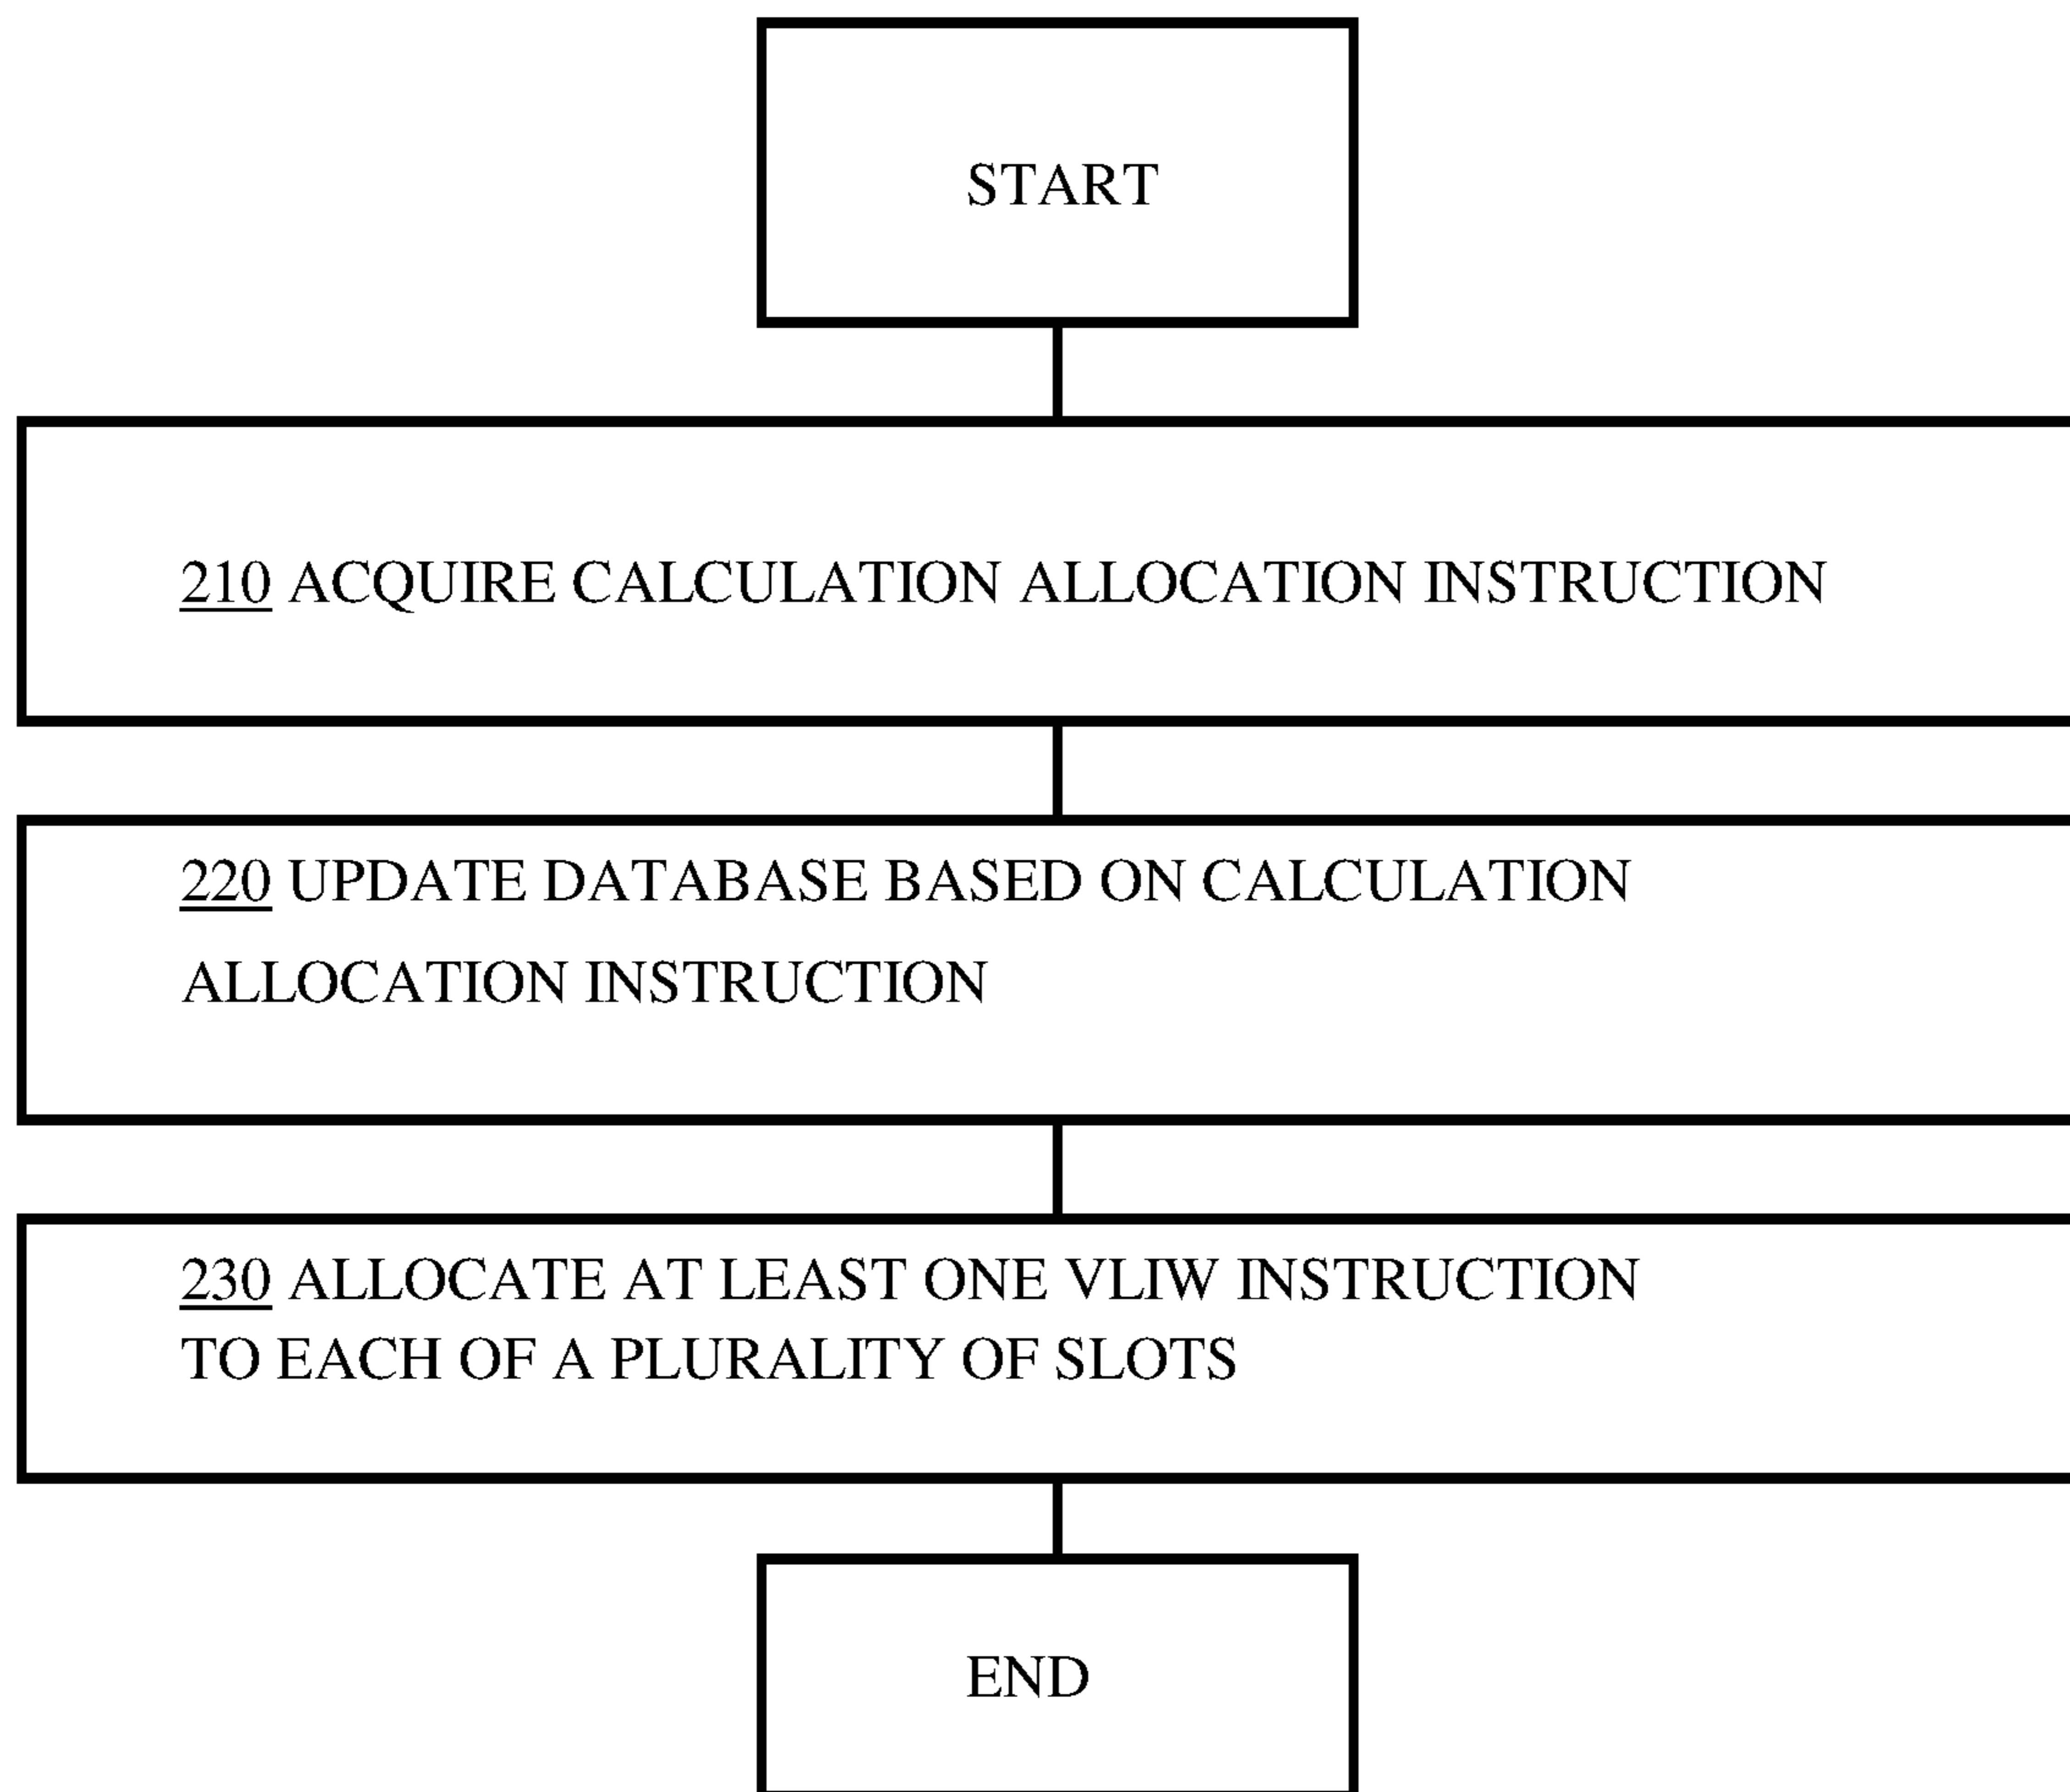 START
210 ACQUIRE CALCULATION ALLOCATION INSTRUCTION
220 UPDATE DATABASE BASED ON CALCULATION
ALLOCATION INSTRUCTION
230 ALLOCATE AT LEAST ONE VLIW INSTRUCTION
TO EACH OF A PLURALITY OF SLOTS
END